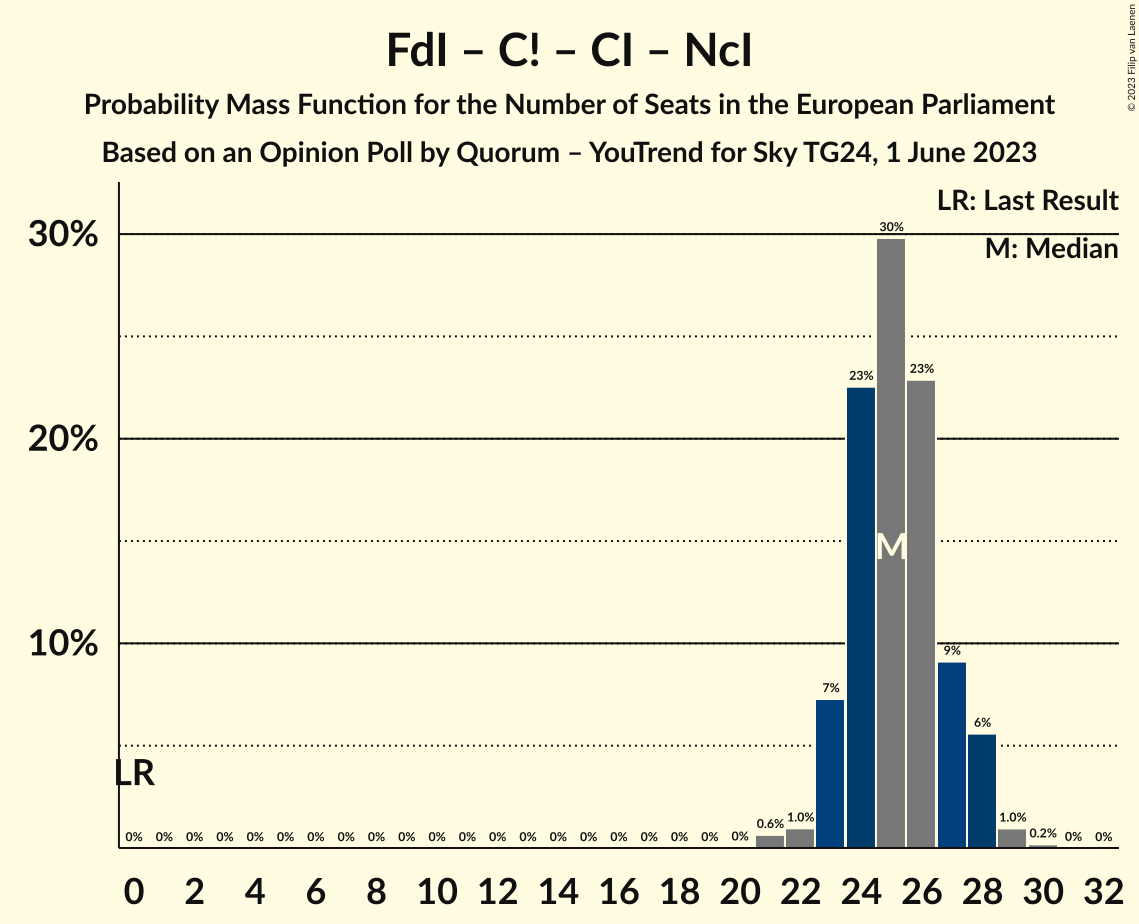 FdI – C! – CI – NcI
Probability Mass Function for the Number of Seats in the European Parliament
Based on an Opinion Poll by Quorum – YouTrend for Sky TG24, 1 June 2023
© 2023 Filip van Laenen
LR: Last Result
M: Median
30%
20%
10%
LR
M
0% 0% 0% 0% 0% 0% 0% 0% 0% 0% 0% 0% 0% 0% 0% 0% 0% 0% 0% 0% 0% 0.6% 1.0% 7% 23% 30% 23% 9% 6% 1.0% 0.2% 0% 0%
0 2 4 6 8 10 12 14 16 18 20 22 24 26 28 30 32